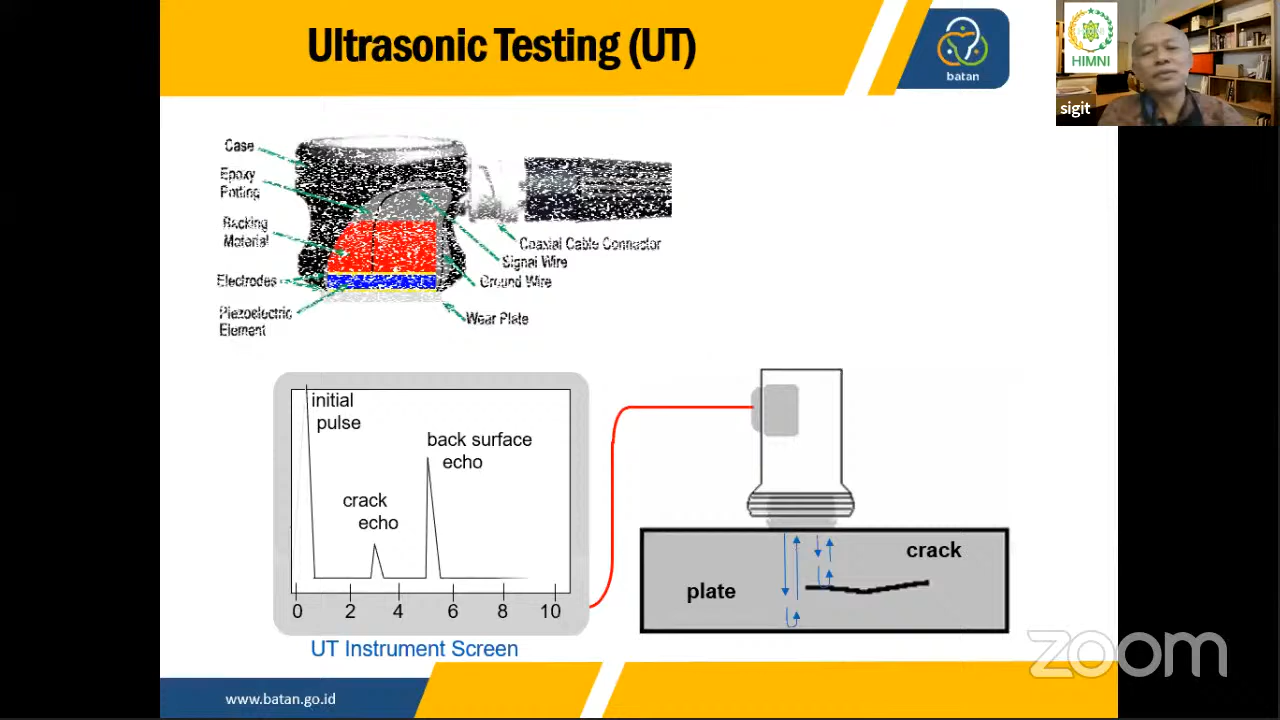 Ultrasonic Testing (UT)
batan
HIMNI
sigit
Case
Epoxy
Potting
Backing
Material
Electrodes
Piezoelectric
Element
Coaxial Cable Connector
Signal Wire
Ground Wire
Wear Plate
initial
pulse
back surface
echo
crack
echo
0 2 4 6 8 10
UT Instrument Screen
crack
plate
zoom
www.batan.go.id